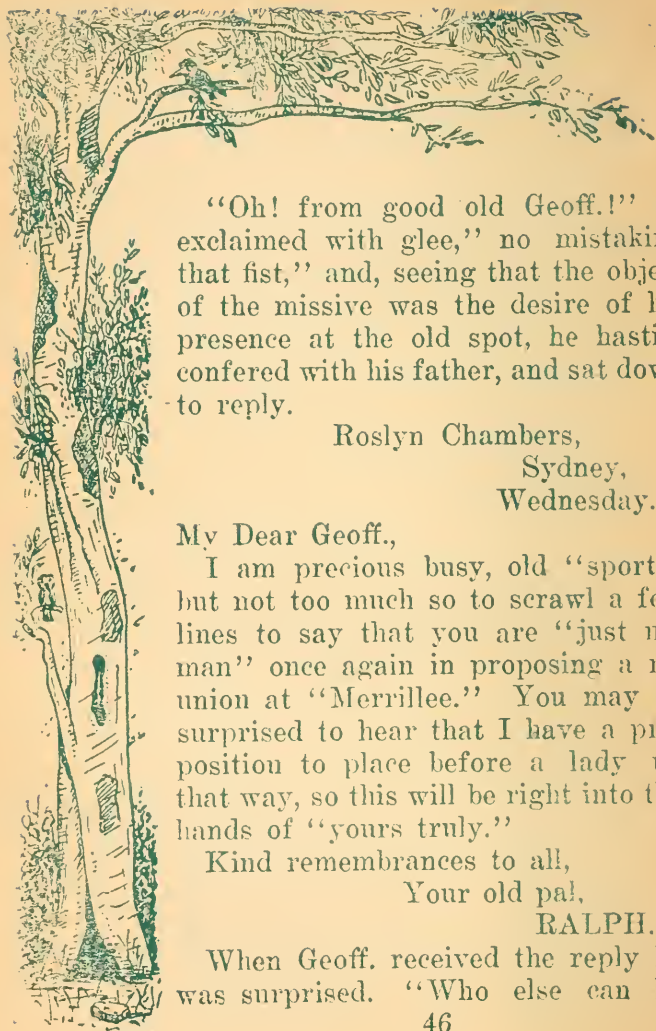 "Oh! from good old Geoff.!"
exclaimed with glee," no mistaki
that fist," and, seeing that the obje
of the missive was the desire of h
presence at the old spot, he hasti
confered with his father, and sat dov
to reply.
Roslyn Chambers,
Sydney,
Wednesday.
My Dear Geoff.,
I am precious busy, old "sport
but not too much so to scrawl a fe
lines to say that you are "just m
man" once again in proposing a r
union at "Merrillee." You may
surprised to hear that I have a pr
position to place before a lady u
that way, so this will be right into th
hands of "yours truly."
Kind remembrances to all,
Your old pal,
RALPH.
When Geoff. received the reply h
was surprised. "Who else can
46